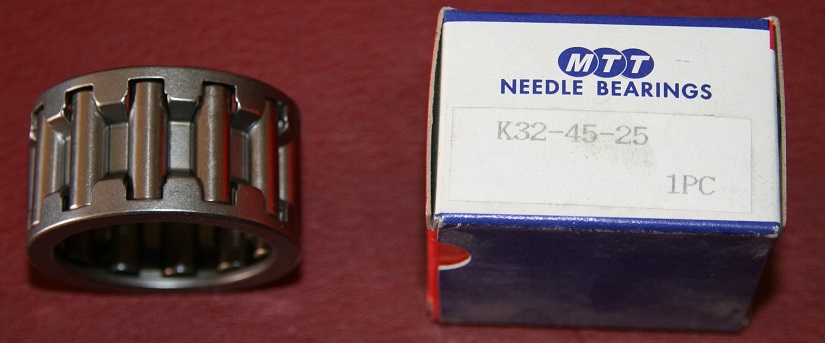 MTT
NEEDLE BEARINGS
K32-45-25
1PC